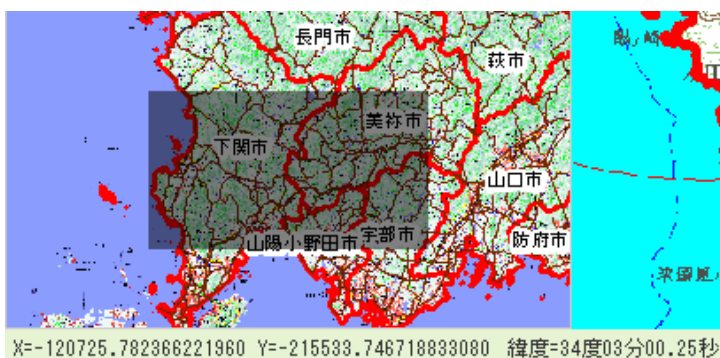 長門市
萩市
美祢市
下関市
山口市
山陽小野田市
宇部市
防府市
X=-120725.782366221960 Y=-215533.746718833080 緯度=34度03分00.25秒